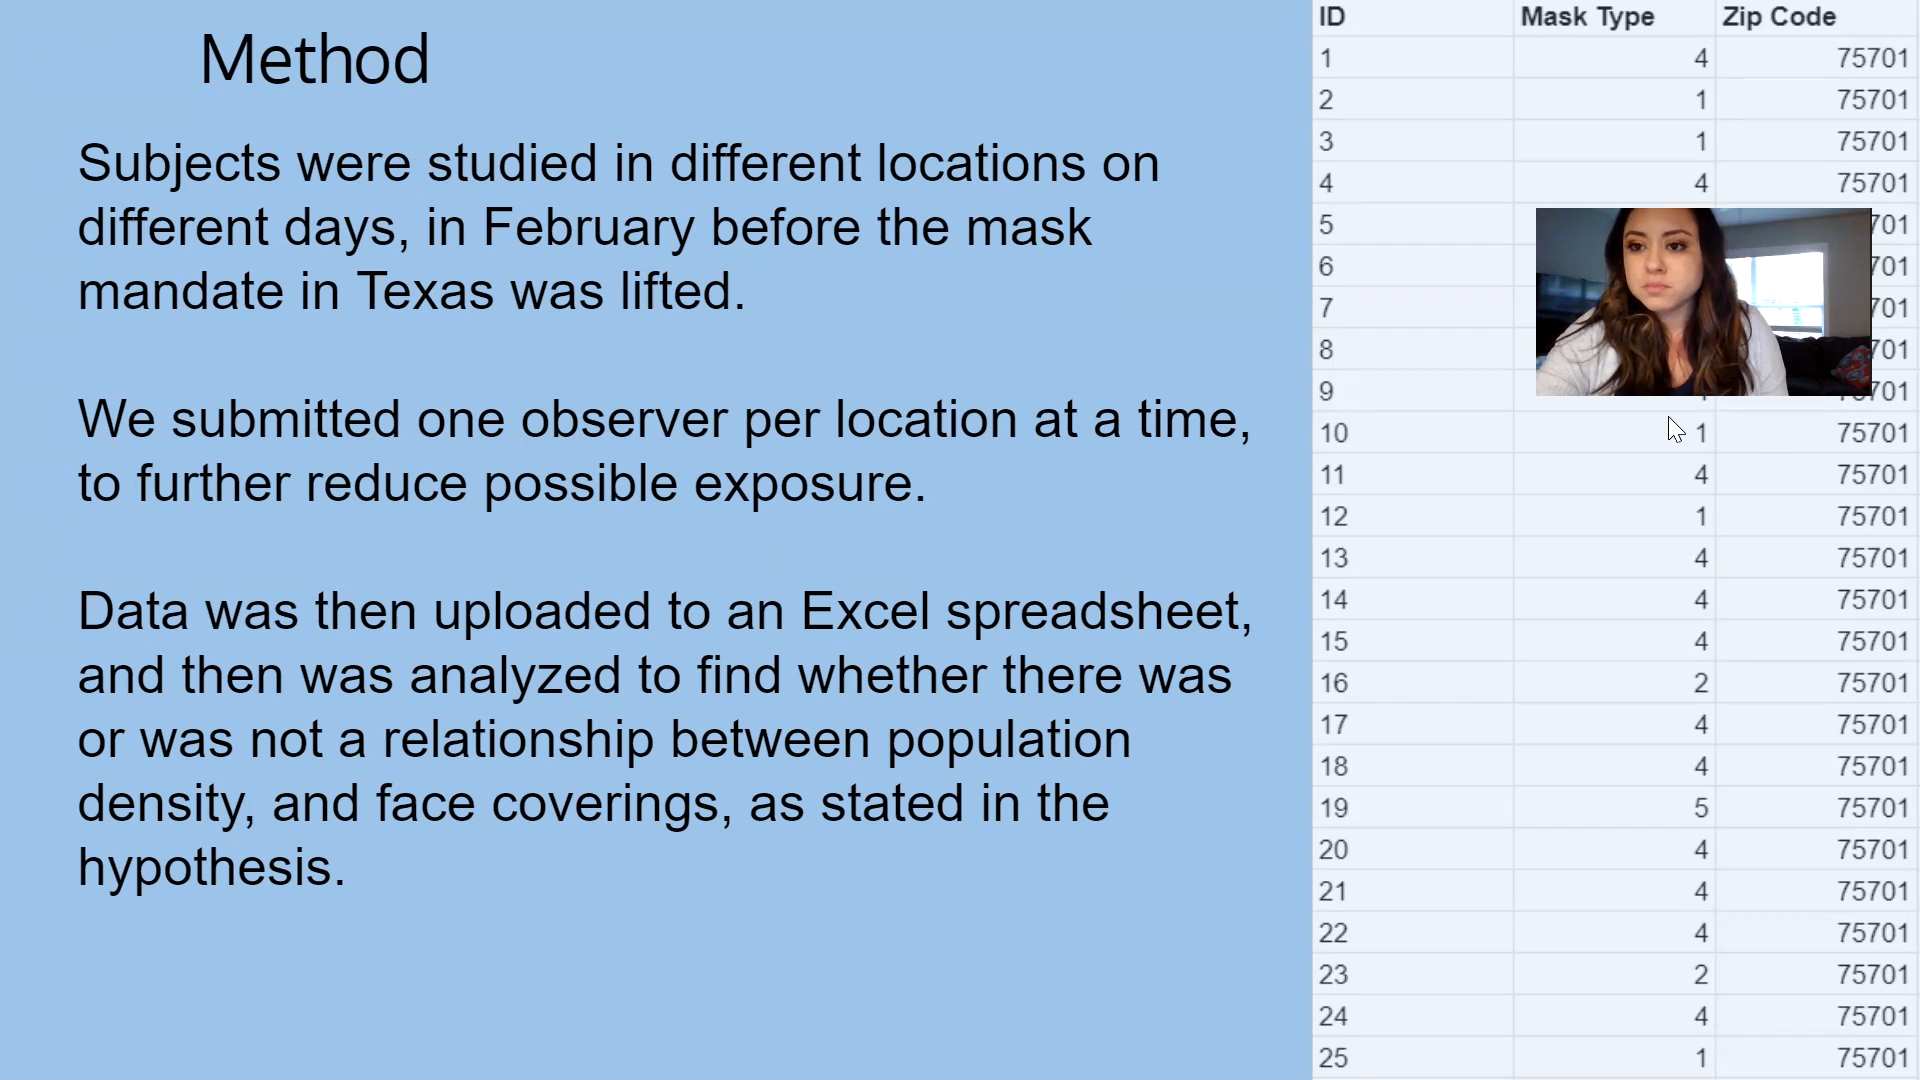 Method
Subjects were studied in different locations on
different days, in February before the mask
mandate in Texas was lifted.
We submitted one observer per location at a time,
to further reduce possible exposure.
Data was then uploaded to an Excel spreadsheet,
and then was analyzed to find whether there was
or was not a relationship between population
density, and face coverings, as stated in the
hypothesis.
ID Mask Type Zip Code
1 4 75701
2 1 75701
3 1 75701
4 4 75701
5 701
6 701
7 701
8 701
9
10 1 75701
11 4 75701
12 1 75701
13 4 75701
14 4 75701
15 4 75701
16 2 75701
17 4 75701
18 4 75701
19 5 75701
20 4 75701
21 4 75701
22 4 75701
23 2 75701
24 4 75701
25 1 75701